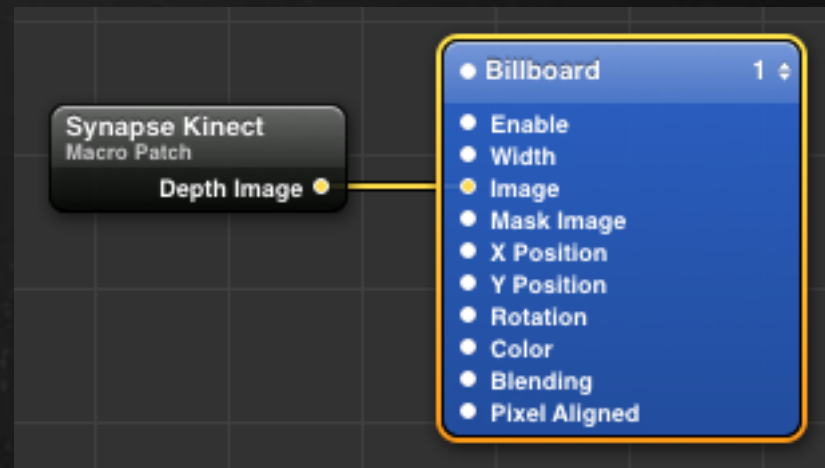 Synapse Kinect
Macro Patch
Depth Image
Billboard 1
Enable
Width
Image
Mask Image
X Position
Y Position
Rotation
Color
Blending
Pixel Aligned